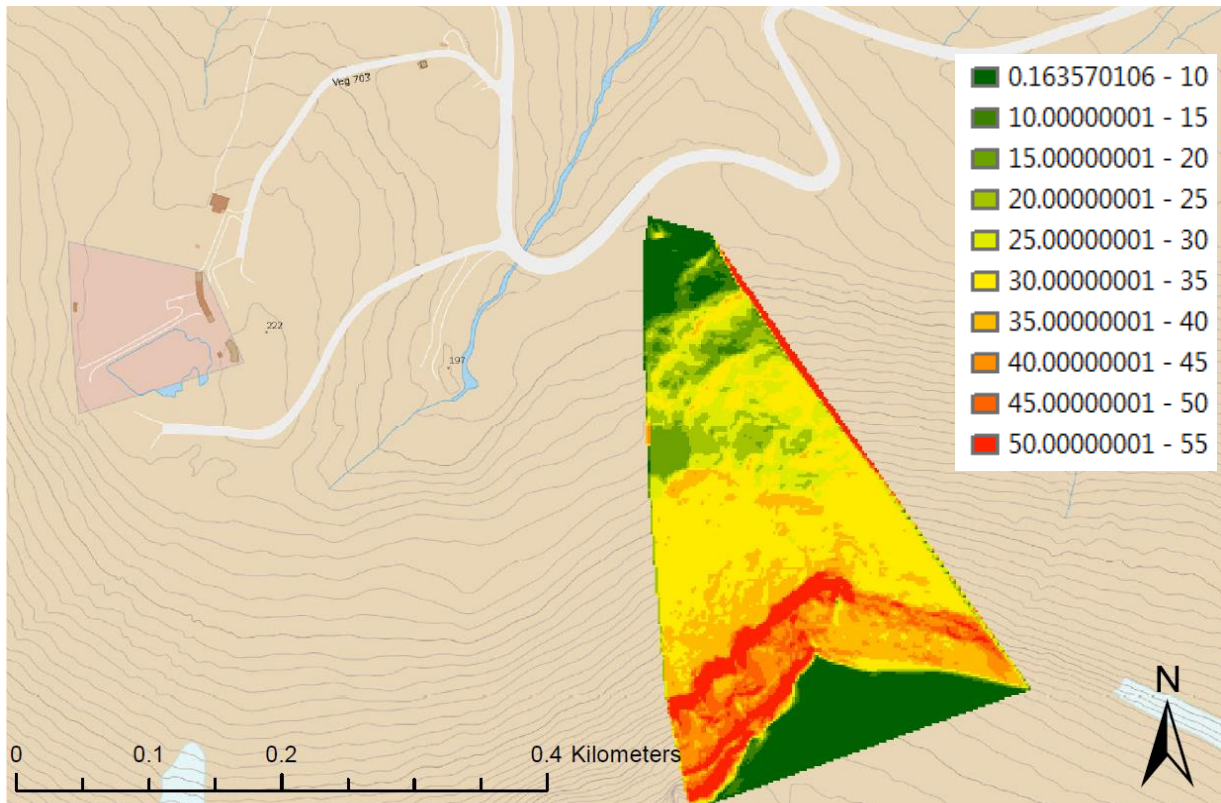 Veg 703
0.163570106 - 10
10.00000001 - 15
15.00000001 - 20
20.00000001 - 25
25.00000001 - 30
30.00000001 - 35
35.00000001 - 40
40.00000001 - 45
45.00000001 - 50
50.00000001 - 55
222
197
N
0 0.1 0.2 0.4 Kilometers